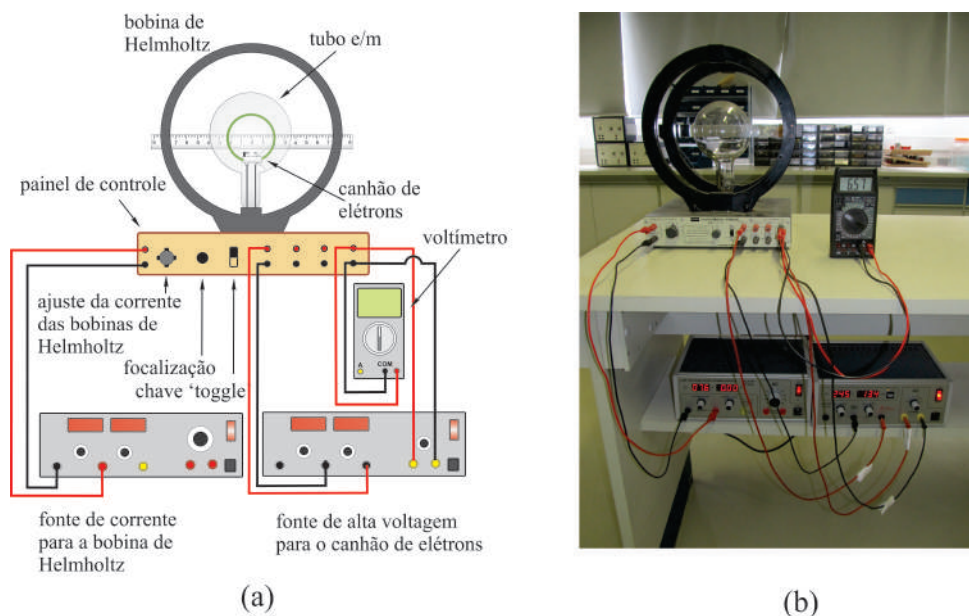 bobina de
Helmholtz
tubo e/m
painel de controle
canhão de
elétrons
voltímetro
ajuste da corrente
das bobinas de
Helmholtz
focalização
chave ‘toggle’
A
COM
fonte de corrente
para a bobina de
Helmholtz
fonte de alta voltagem
para o canhão de elétrons
(a)
(b)